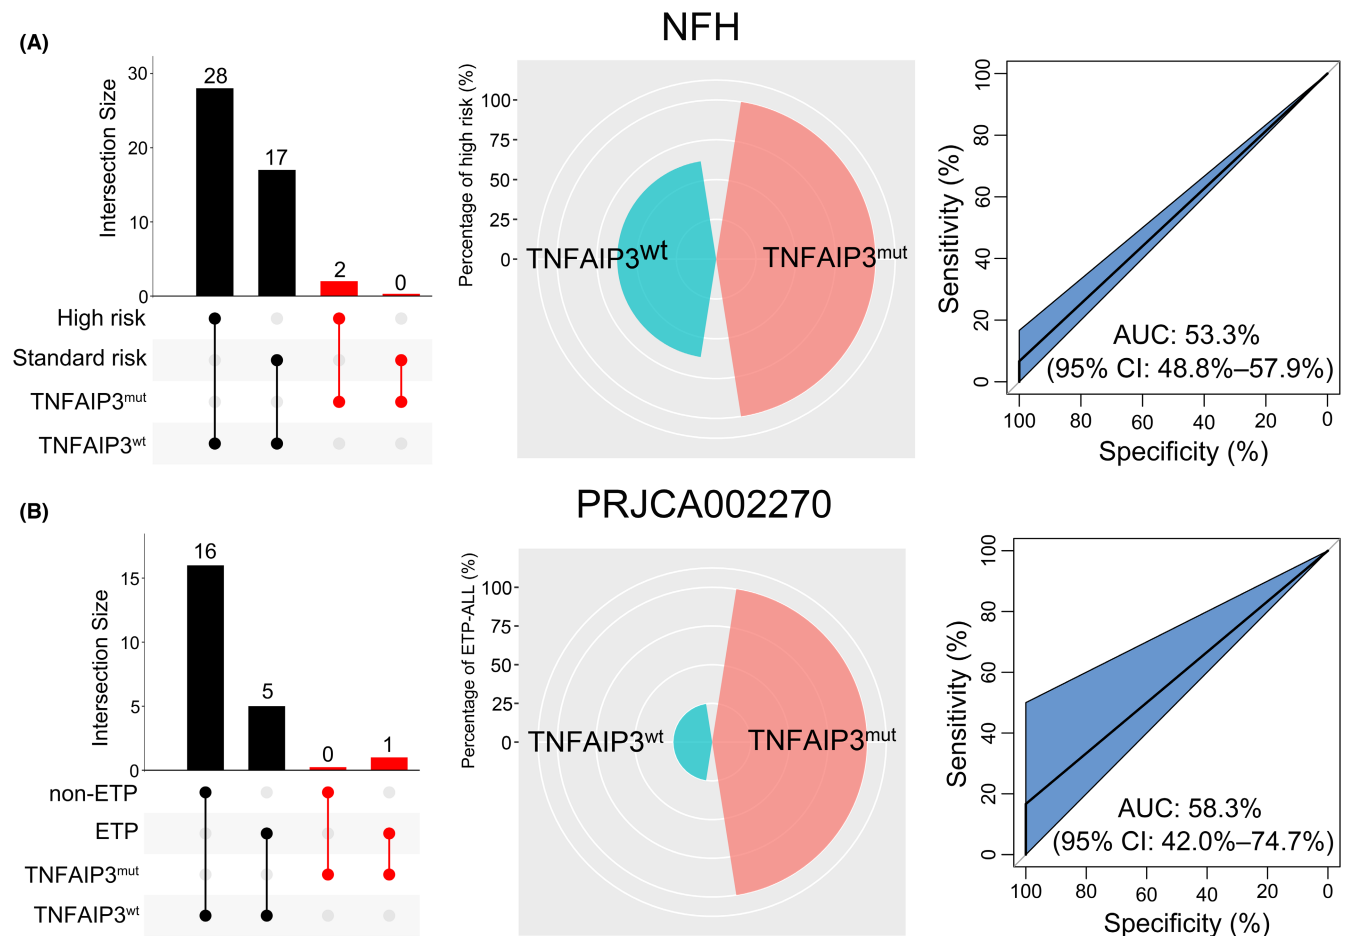 NFH
(A)
Intersection Size
30
20
10
0
28
17
2
0
High risk
Standard risk
TNFAIP3mut
TNFAIP3wt
Percentage of high risk (%)
100
75
50
25
0
TNFAIP3wt
TNFAIP3mut
Sensitivity (%)
100
80
60
40
20
0
AUC: 53.3%
(95% CI: 48.8%–57.9%)
100 80 60 40 20 0
Specificity (%)
PRJCA002270
(B)
Intersection Size
15
10
5
0
16
5
0
1
non-ETP
ETP
TNFAIP3mut
TNFAIP3wt
Percentage of ETP-ALL (%)
100
75
50
25
0
TNFAIP3wt
TNFAIP3mut
Sensitivity (%)
100
80
60
40
20
0
AUC: 58.3%
(95% CI: 42.0%–74.7%)
100 80 60 40 20 0
Specificity (%)